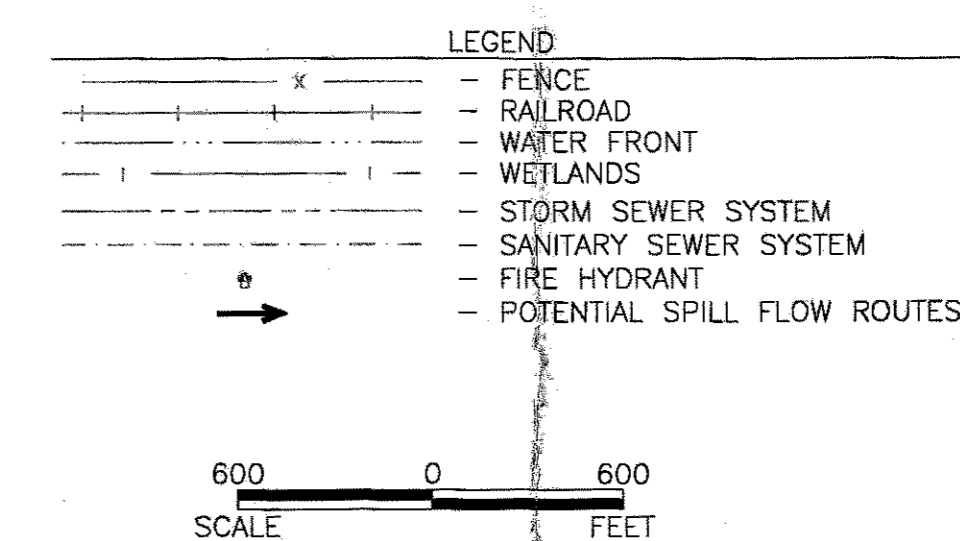 LEGEND
X — FENCE
— RAILROAD
— WATER FRONT
— WETLANDS
— STORM SEWER SYSTEM
— SANITARY SEWER SYSTEM
— FIRE HYDRANT
— POTENTIAL SPILL FLOW ROUTES
600 0 600
SCALE FEET